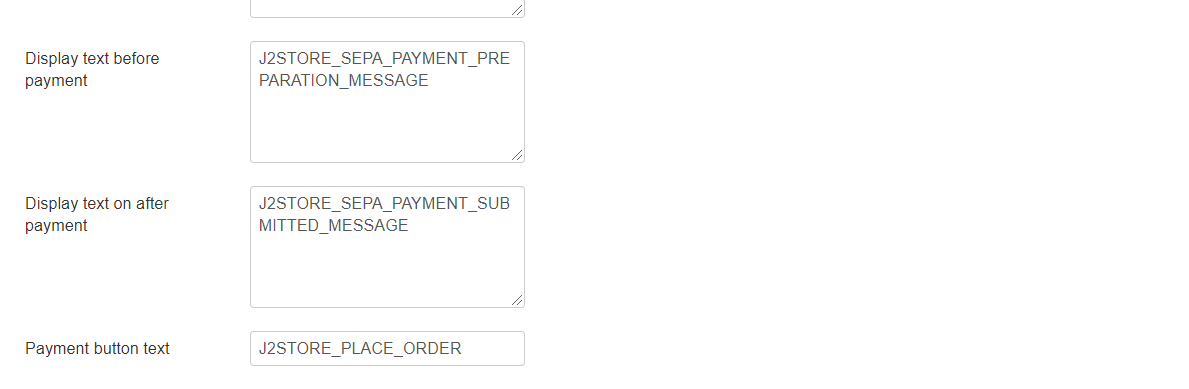 Display text before
payment
J2STORE_SEPA_PAYMENT_PRE
PARATION_MESSAGE
Display text on after
payment
J2STORE_SEPA_PAYMENT_SUB
MITTED_MESSAGE
Payment button text
J2STORE_PLACE_ORDER